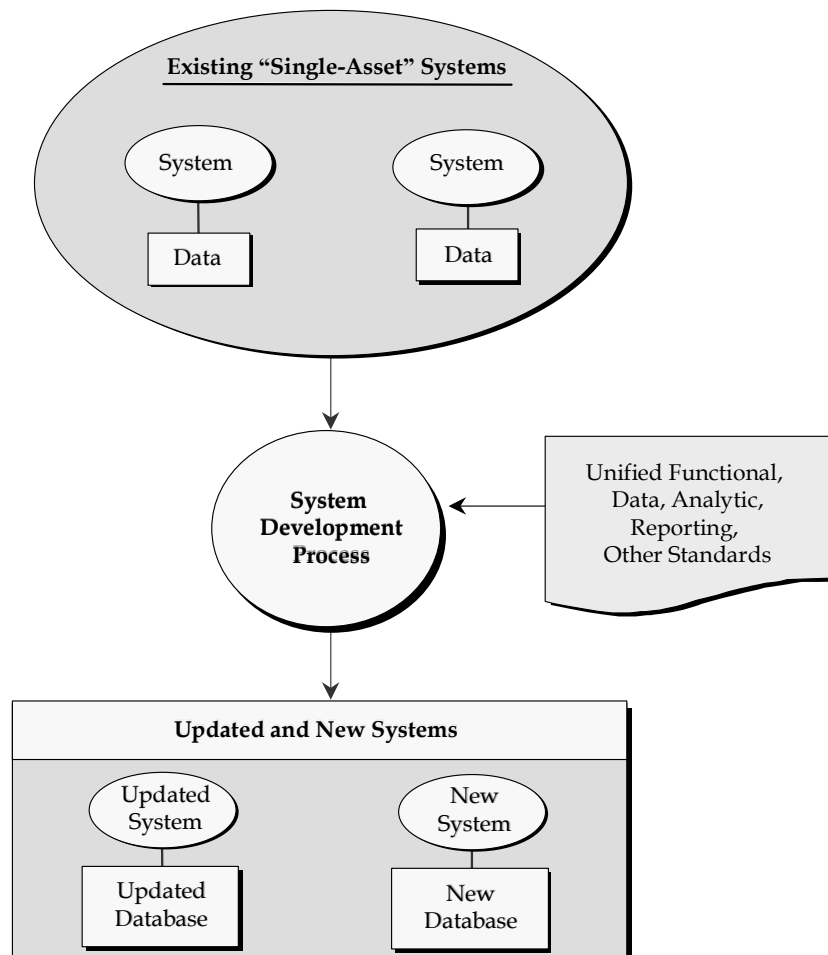 Existing “Single-Asset” Systems
System
System
Data
Data
System
Development
Process
Unified Functional,
Data, Analytic,
Reporting,
Other Standards
Updated and New Systems
Updated
System
New
System
Updated
Database
New
Database